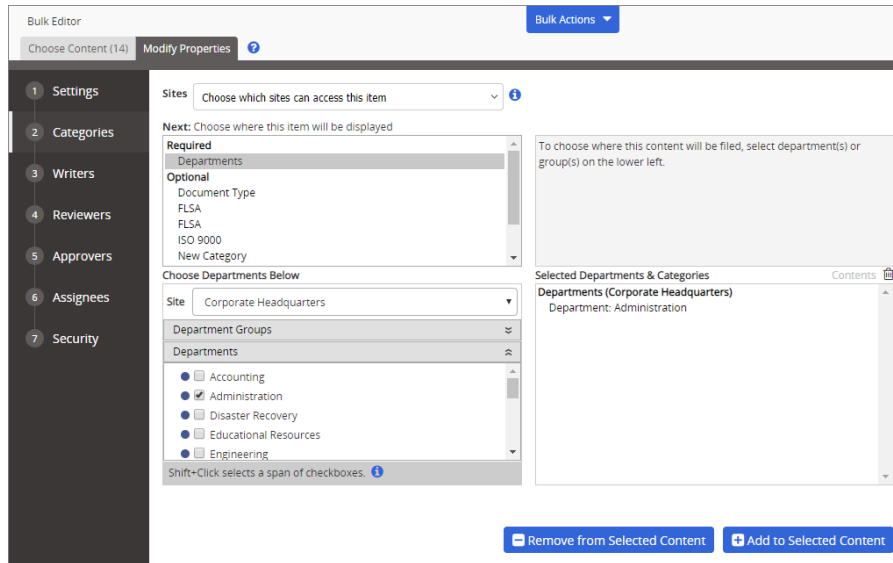 Bulk Editor
Bulk Actions
Choose Content (14)
Modify Properties
?
1 Settings
2 Categories
3 Writers
4 Reviewers
5 Approvers
6 Assignees
7 Security
Sites
Choose which sites can access this item
Next: Choose where this item will be displayed
Required
Departments
Optional
Document Type
FLSA
FLSA
ISO 9000
New Category
To choose where this content will be filed, select department(s) or
group(s) on the lower left.
Choose Departments Below
Site
Corporate Headquarters
Department Groups
Departments
Accounting
Administration
Disaster Recovery
Educational Resources
Engineering
Shift+Click selects a span of checkboxes.
Selected Departments & Categories
Contents
Departments (Corporate Headquarters)
Department: Administration
Remove from Selected Content
Add to Selected Content